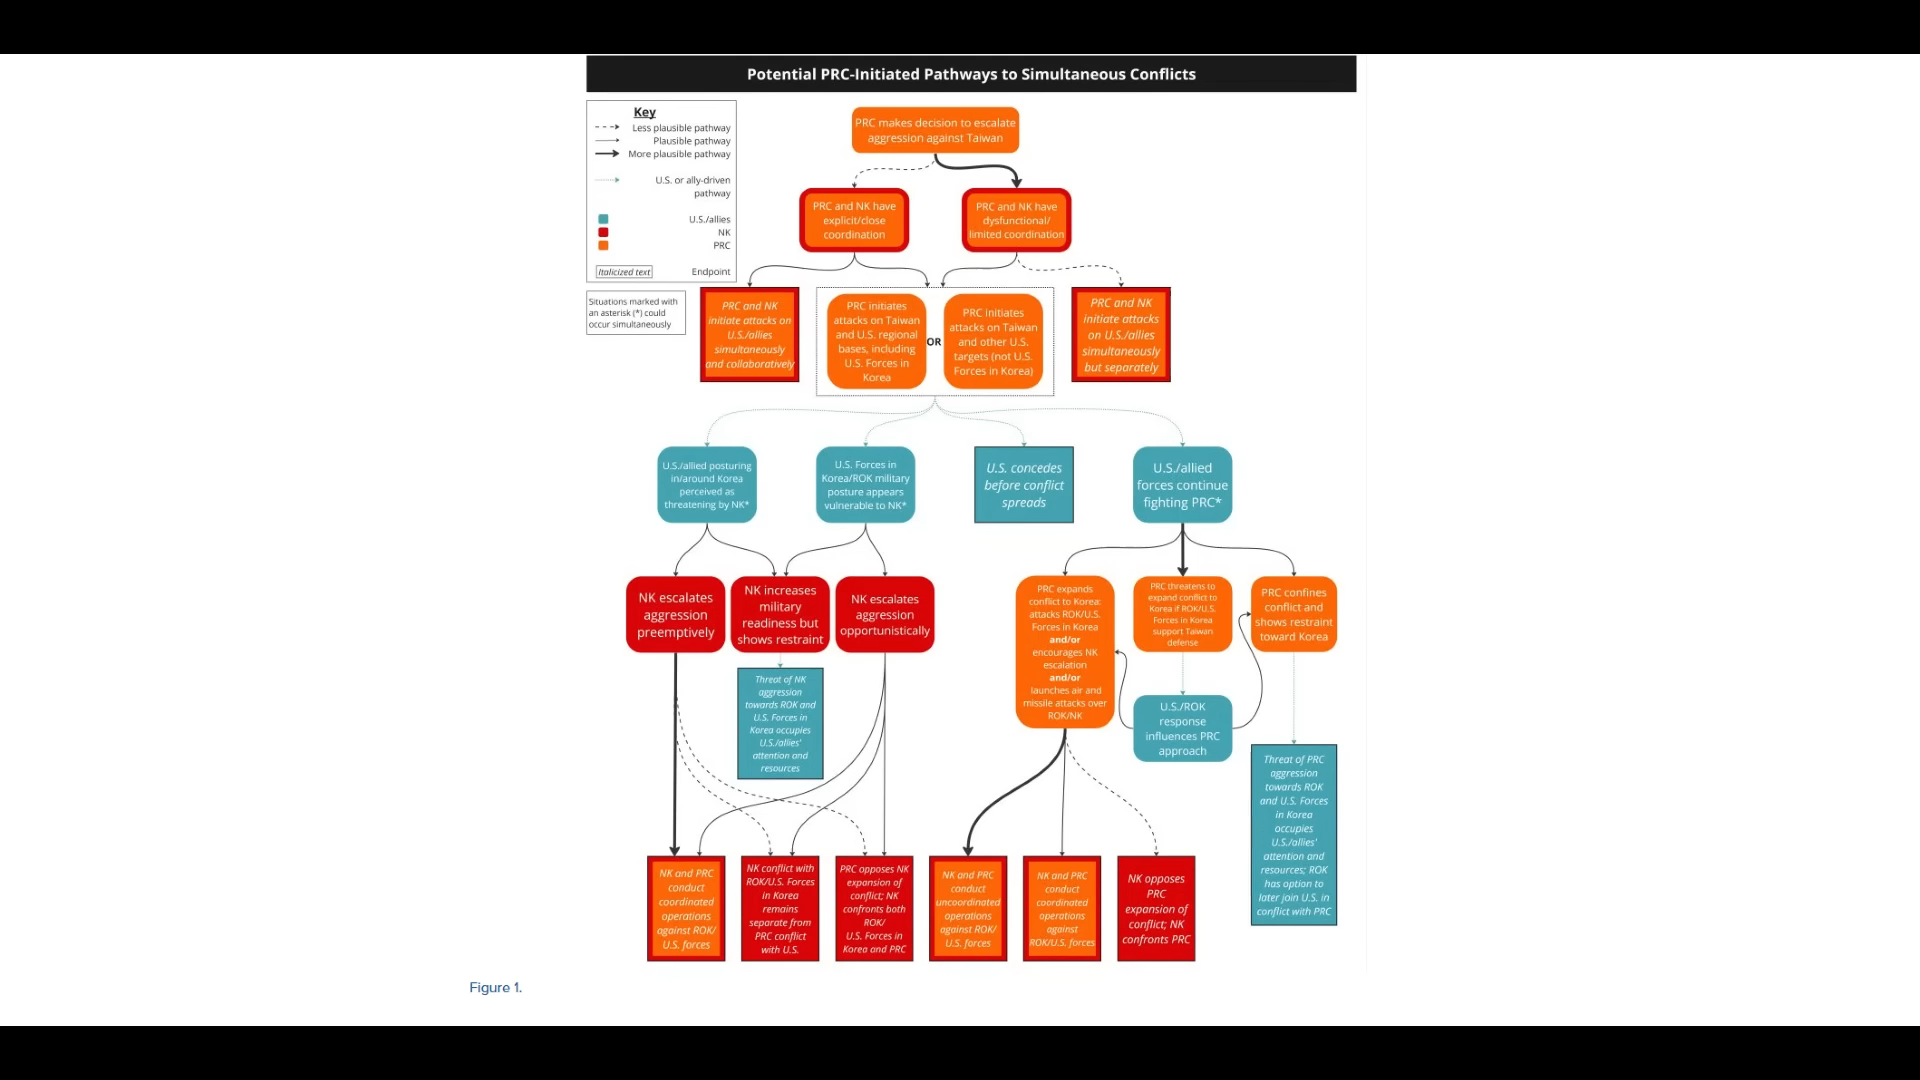 Potential PRC-Initiated Pathways to Simultaneous Conflicts
Key
Less plausible pathway
Plausible pathway
More plausible pathway
U.S. or ally-driven
pathway
U.S./allies
NK
PRC
Italicized text
Endpoint
Situations marked with
an asterisk (*) could
occur simultaneously
PRC makes decision to escalate
aggression against Taiwan
PRC and NK have
explicit/close
coordination
PRC and NK have
dysfunctional/
limited coordination
PRC and NK
initiate attacks on
U.S./allies
simultaneously
and collaboratively
PRC initiates
attacks on Taiwan
and U.S. regional
bases, including
U.S. Forces in
Korea
OR
PRC Initiates
attacks on Taiwan
and other U.S.
targets (not U.S.
Forces in Korea)
PRC and NK
initiate attacks
on U.S./allies
simultaneously
but separately
U.S./allied posturing
in/around Korea
perceived as
threatening by NK*
U.S. Forces in
Korea/ROK military
posture appears
vulnerable to NK*
U.S. concedes
before conflict
spreads
U.S./allied
forces continue
fighting PRC*
NK escalates
aggression
preemptively
NK increases
military
readiness but
shows restraint
NK escalates
aggression
opportunistically
PRC expands
conflict to Korea:
attacks ROK/U.S.
Forces in Korea
and/or
encourages NK
escalation
and/or
launches air and
missile attacks over
ROK/NK
PRC threatens to
expand conflict to
Korea if ROK/U.S.
Forces in Korea
support Taiwan
defense
PRC confines
conflict and
shows restraint
toward Korea
Threat of NK
aggression
towards ROK and
U.S. Forces in
Korea occupies
U.S./allies'
attention and
resources
U.S./ROK
response
influences PRC
approach
Threat of PRC
aggression
towards ROK
and U.S. Forces
in Korea
occupies
U.S./allies'
attention and
resources; ROK
has option to
later join U.S. in
conflict with PRC
NK and PRC
conduct
coordinated
operations
against ROK/
U.S. forces
NK conflict with
ROK/U.S. Forces
in Korea
remains
separate from
PRC conflict
with U.S.
PRC opposes NK
expansion of
conflict; NK
confronts both
ROK/
U.S. Forces in
Korea and PRC
NK and PRC
conduct
uncoordinated
operations
against ROK/
U.S. forces
NK and PRC
conduct
coordinated
operations
against
ROK/U.S. forces
NK opposes
PRC
expansion of
conflict; NK
confronts PRC
Figure 1.